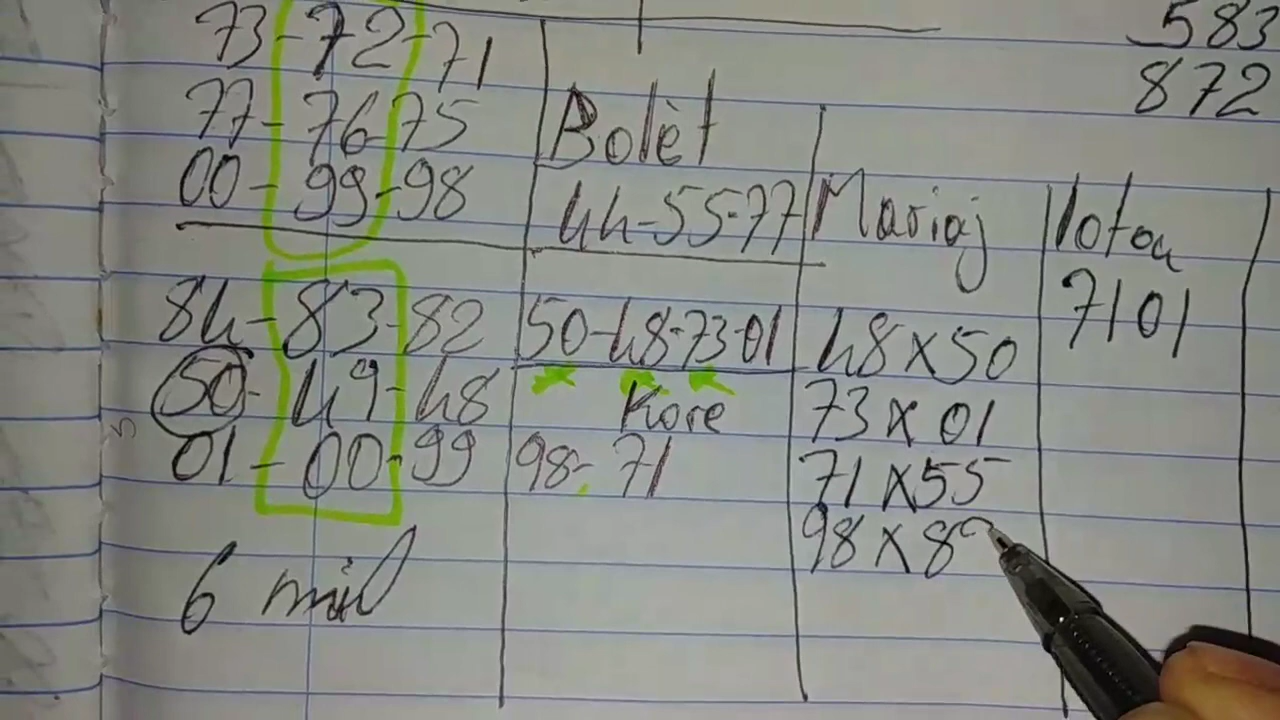 583
872
73-72-71
77-76-75
00-99-98
Bolèt
44-55-77
Mariaj
lotou
7101
84-83-82
50-49-48
01-00-99
50-48-73-01
Kore
98-71
48X50
73X01
71X55
98X8
6 mil